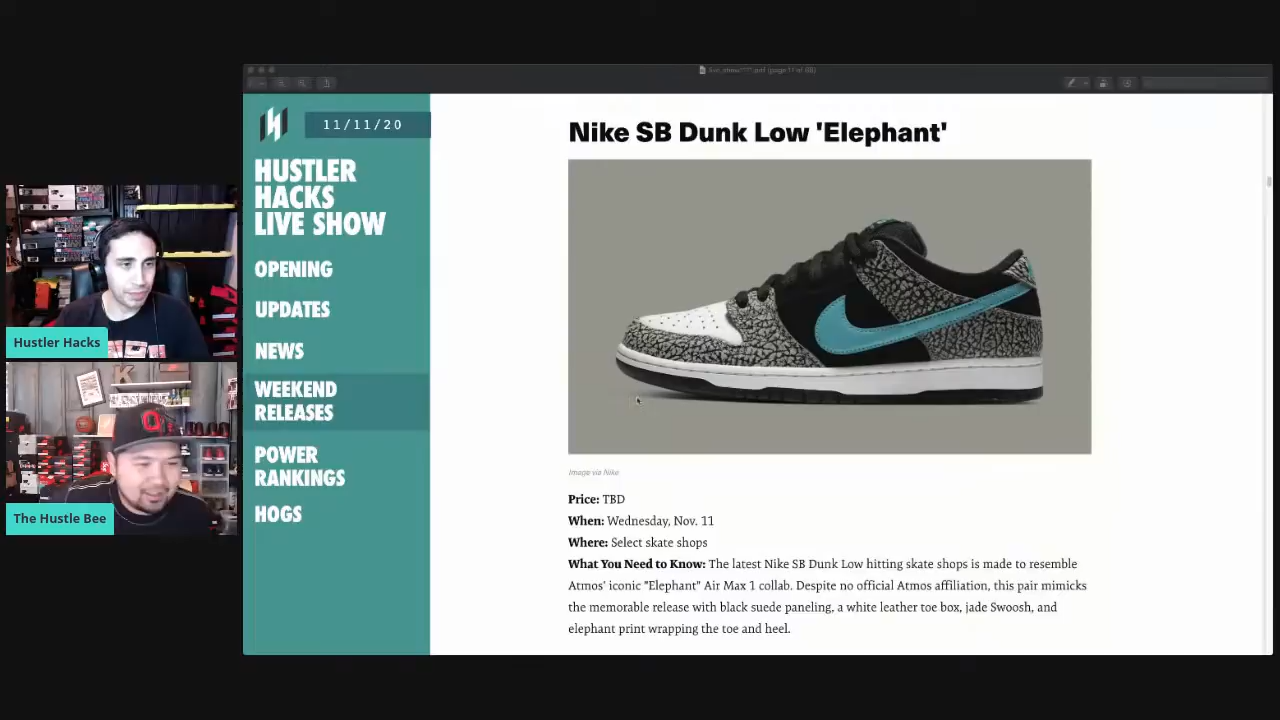 11/11/20
HUSTLER
HACKS
LIVE SHOW
OPENING
UPDATES
NEWS
WEEKEND
RELEASES
POWER
RANKINGS
HOGS
Hustler Hacks
The Hustle Bee
Nike SB Dunk Low 'Elephant'
Image via Nike
Price: TBD
When: Wednesday, Nov. 11
Where: Select skate shops
What You Need to Know: The latest Nike SB Dunk Low hitting skate shops is made to resemble
Atmos' iconic "Elephant" Air Max 1 collab. Despite no official Atmos affiliation, this pair mimicks
the memorable release with black suede paneling, a white leather toe box, jade Swoosh, and
elephant print wrapping the toe and heel.